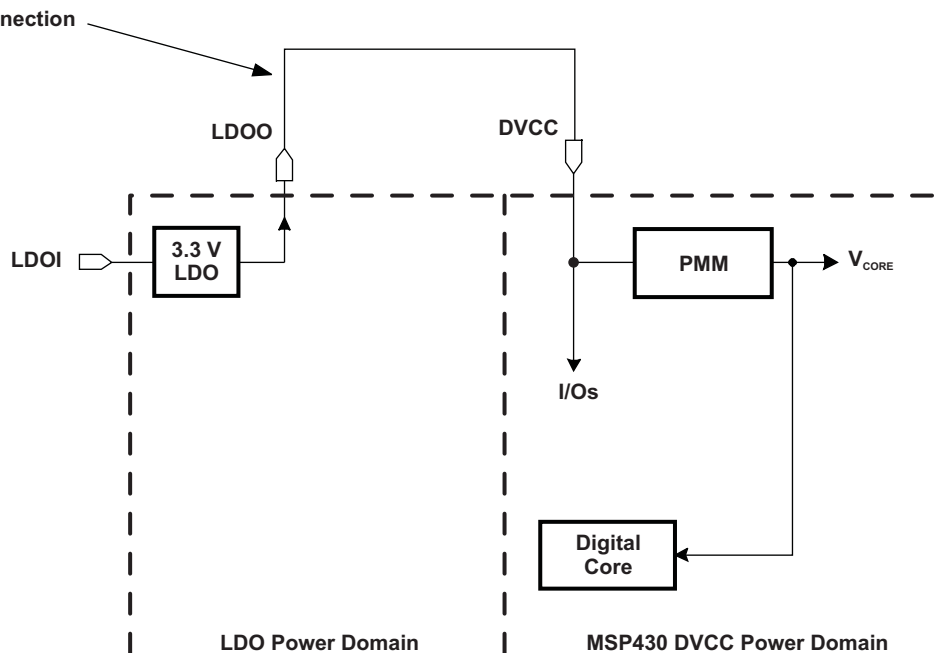 nection
LDOO
DVCC
LDOI
3.3 V
LDO
PMM
VCORE
I/Os
Digital
Core
LDO Power Domain
MSP430 DVCC Power Domain